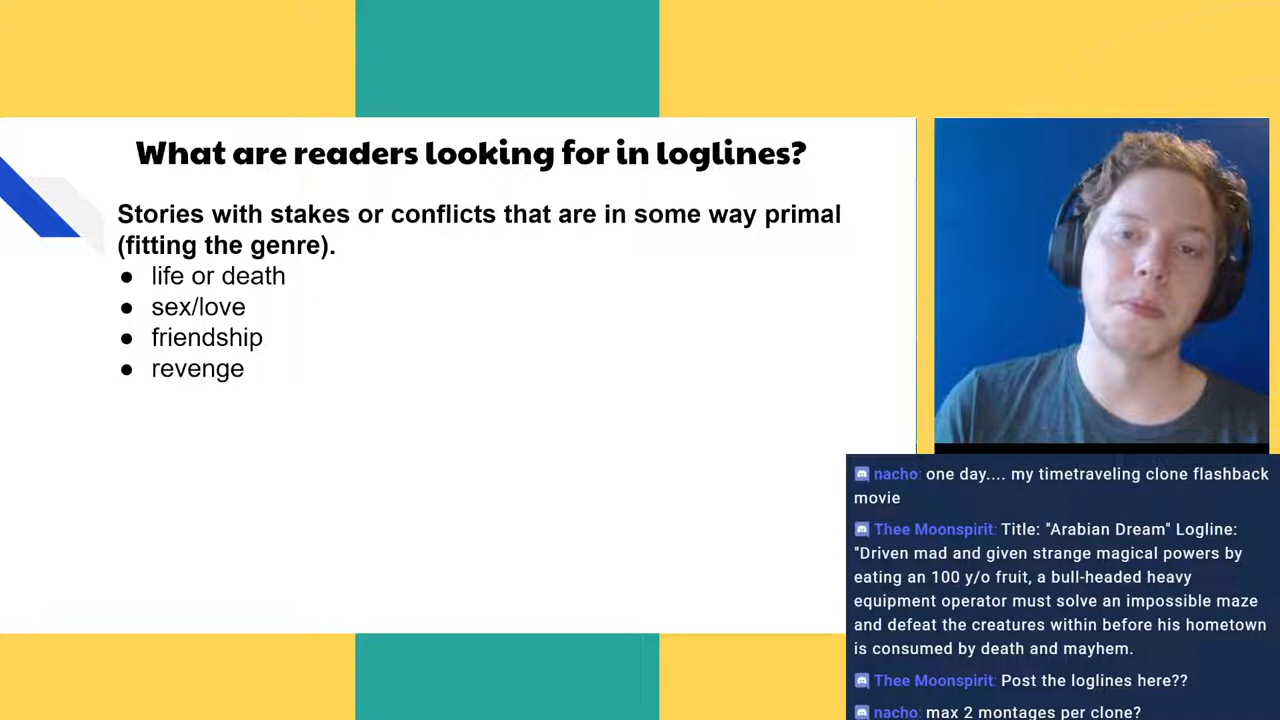 What are readers looking for in loglines?
Stories with stakes or conflicts that are in some way primal
(fitting the genre).
● life or death
● sex/love
● friendship
● revenge
nacho: one day.... my timetraveling clone flashback
movie
Thee Moonspirit: Title: "Arabian Dream" Logline:
"Driven mad and given strange magical powers by
eating an 100 y/o fruit, a bull-headed heavy
equipment operator must solve an impossible maze
and defeat the creatures within before his hometown
is consumed by death and mayhem.
Thee Moonspirit: Post the loglines here??
nacho: max 2 montages per clone?